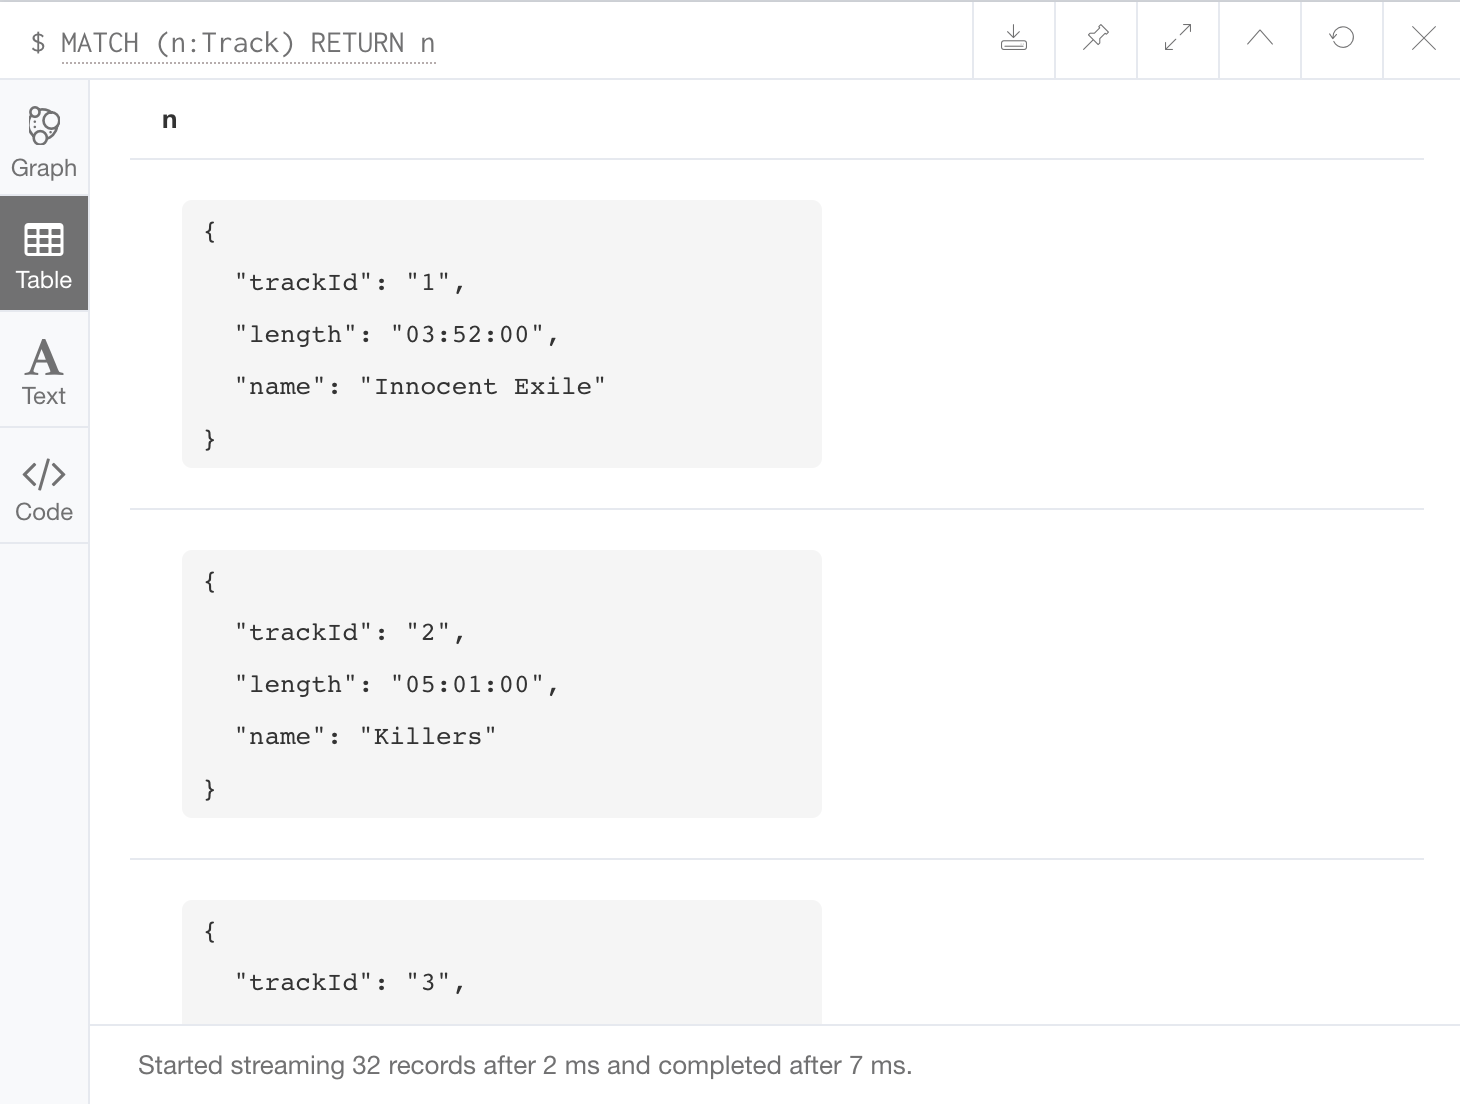 $ MATCH (n:Track) RETURN n
Graph
Table
Text
Code
n
{
"trackId": "1",
"length": "03:52:00",
"name": "Innocent Exile"
}
{
"trackId": "2",
"length": "05:01:00",
"name": "Killers"
}
{
"trackId": "3",
Started streaming 32 records after 2 ms and completed after 7 ms.